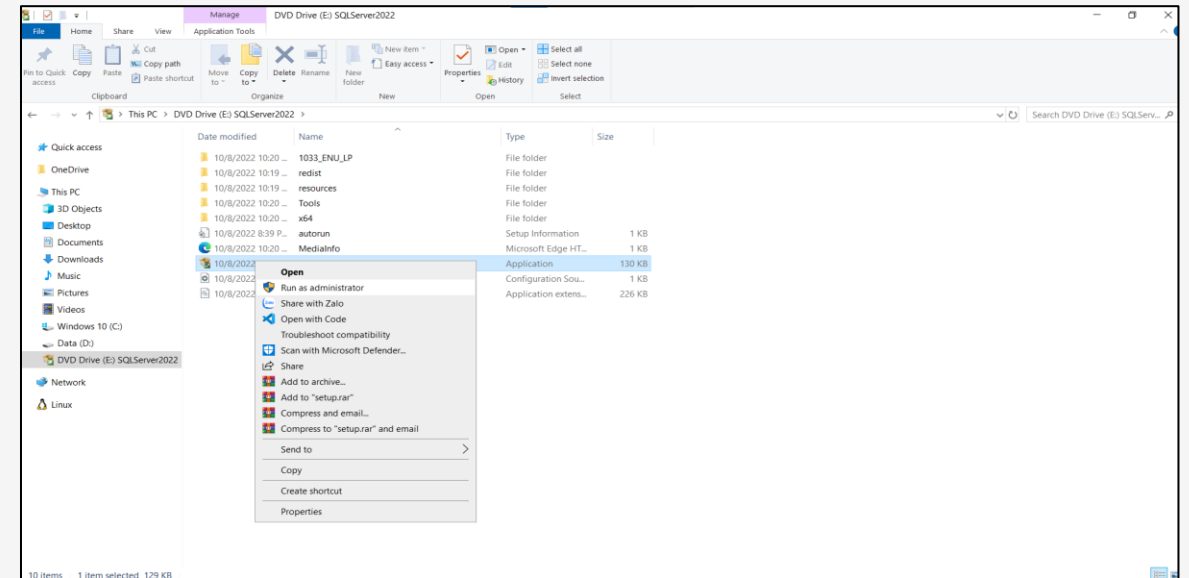 Manage DVD Drive (E:) SQLServer2022
File Home Share View Application Tools
Pin to Quick access
Copy
Paste
Cut
Copy path
Paste shortcut
Move to
Copy to
Delete
Rename
New folder
New item
Easy access
Properties
Open
Edit
History
Select all
Select none
Invert selection
Clipboard Organize New Open Select
This PC > DVD Drive (E:) SQLServer2022 >
Search DVD Drive (E:) SQLServ...
Quick access
OneDrive
This PC
3D Objects
Desktop
Documents
Downloads
Music
Pictures
Videos
Windows 10 (C:)
Data (D:)
DVD Drive (E:) SQLServer2022
Network
Linux
Date modified Name Type Size
10/8/2022 10:20 ... 1033_ENU_LP File folder
10/8/2022 10:19 ... redist File folder
10/8/2022 10:19 ... resources File folder
10/8/2022 10:20 ... Tools File folder
10/8/2022 10:20 ... x64 File folder
10/8/2022 8:39 P... autorun Setup Information 1 KB
10/8/2022 10:20 ... MediaInfo Microsoft Edge HT... 1 KB
10/8/2022 Application 130 KB
10/8/2022 Configuration Sou... 1 KB
10/8/2022 Application extens... 226 KB
Open
Run as administrator
Share with Zalo
Open with Code
Troubleshoot compatibility
Scan with Microsoft Defender...
Share
Add to archive...
Add to "setup.rar"
Compress and email...
Compress to "setup.rar" and email
Send to
Copy
Create shortcut
Properties
10 items 1 item selected 129 KB